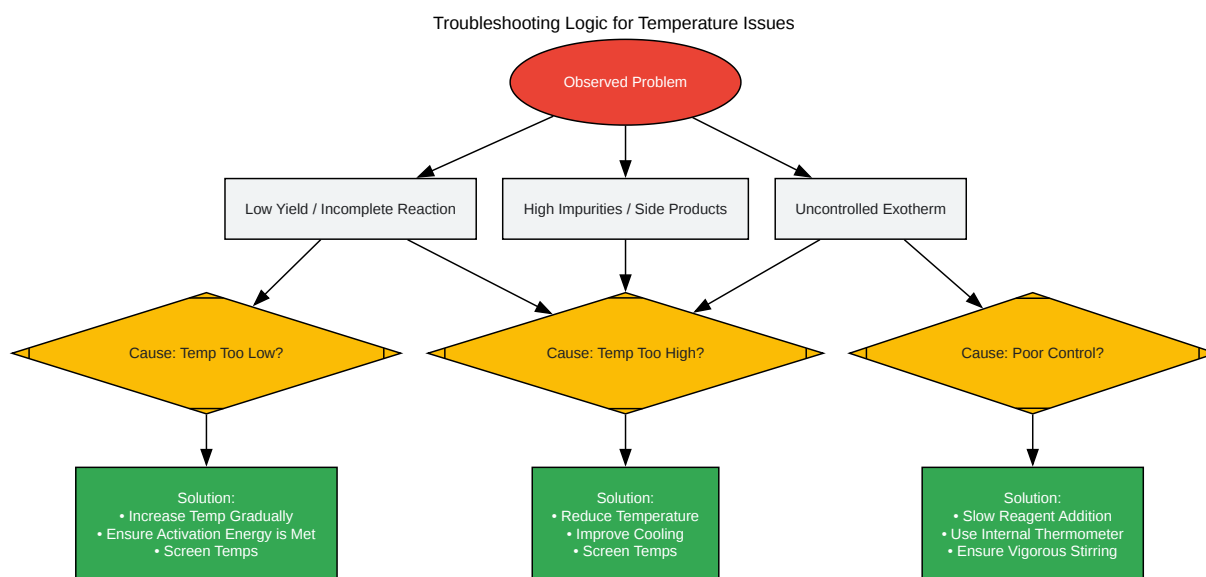 Troubleshooting Logic for Temperature Issues
Observed Problem
Low Yield / Incomplete Reaction
High Impurities / Side Products
Uncontrolled Exotherm
Cause: Temp Too Low?
Cause: Temp Too High?
Cause: Poor Control?
Solution:
• Increase Temp Gradually
• Ensure Activation Energy is Met
• Screen Temps
Solution:
• Reduce Temperature
• Improve Cooling
• Screen Temps
Solution:
• Slow Reagent Addition
• Use Internal Thermometer
• Ensure Vigorous Stirring